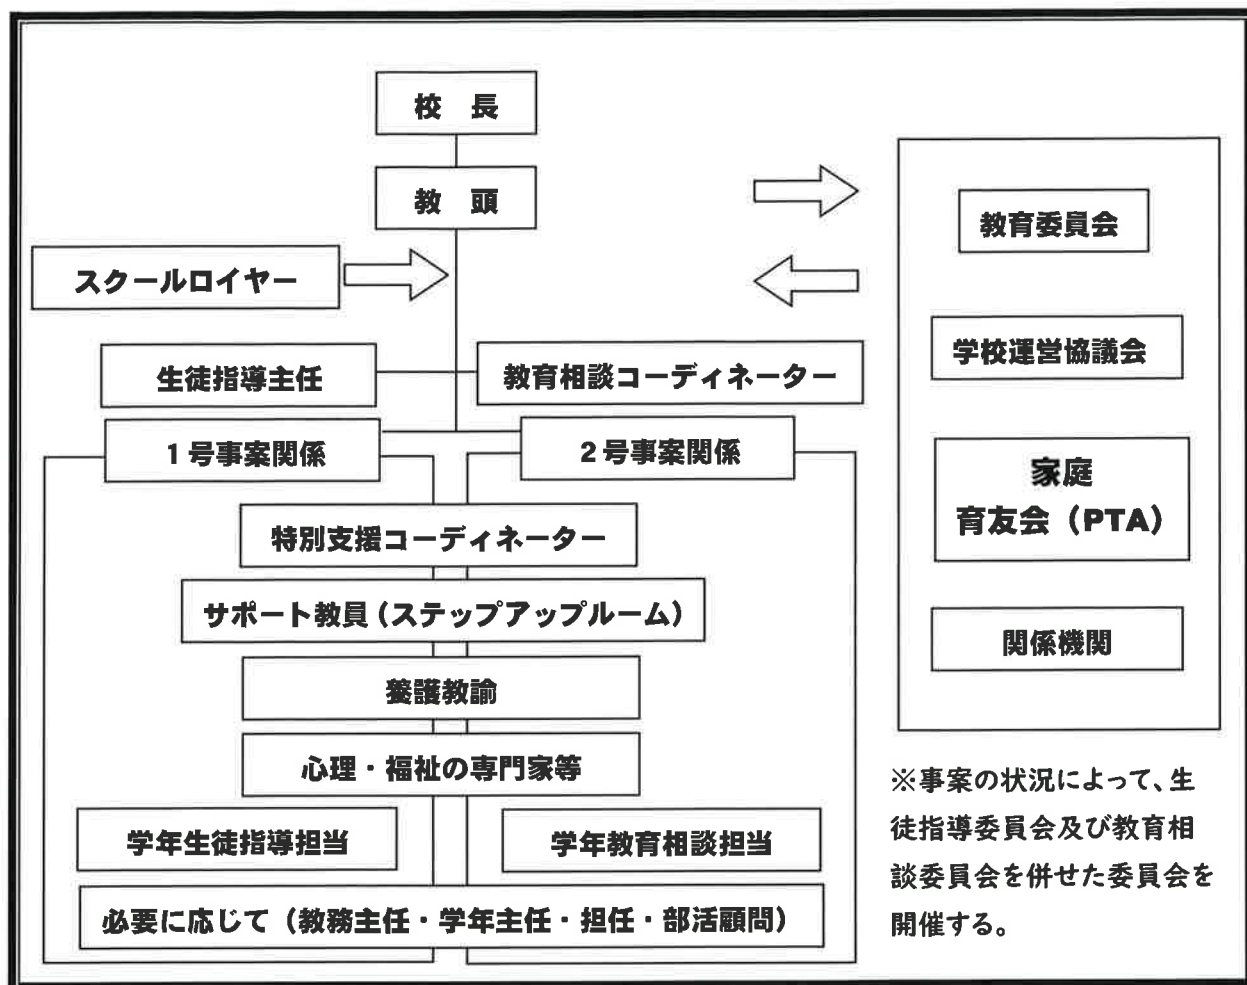 校　長
教　頭
スクールロイヤー
生徒指導主任
教育相談コーディネーター
1号事案関係
2号事案関係
特別支援コーディネーター
サポート教員（ステップアップルーム）
養護教諭
心理・福祉の専門家等
学年生徒指導担当
学年教育相談担当
必要に応じて（教務主任・学年主任・担任・部活顧問）
教育委員会
学校運営協議会
家庭
育友会（PTA）
関係機関
※事案の状況によって、生
徒指導委員会及び教育相
談委員会を併せた委員会を
開催する。